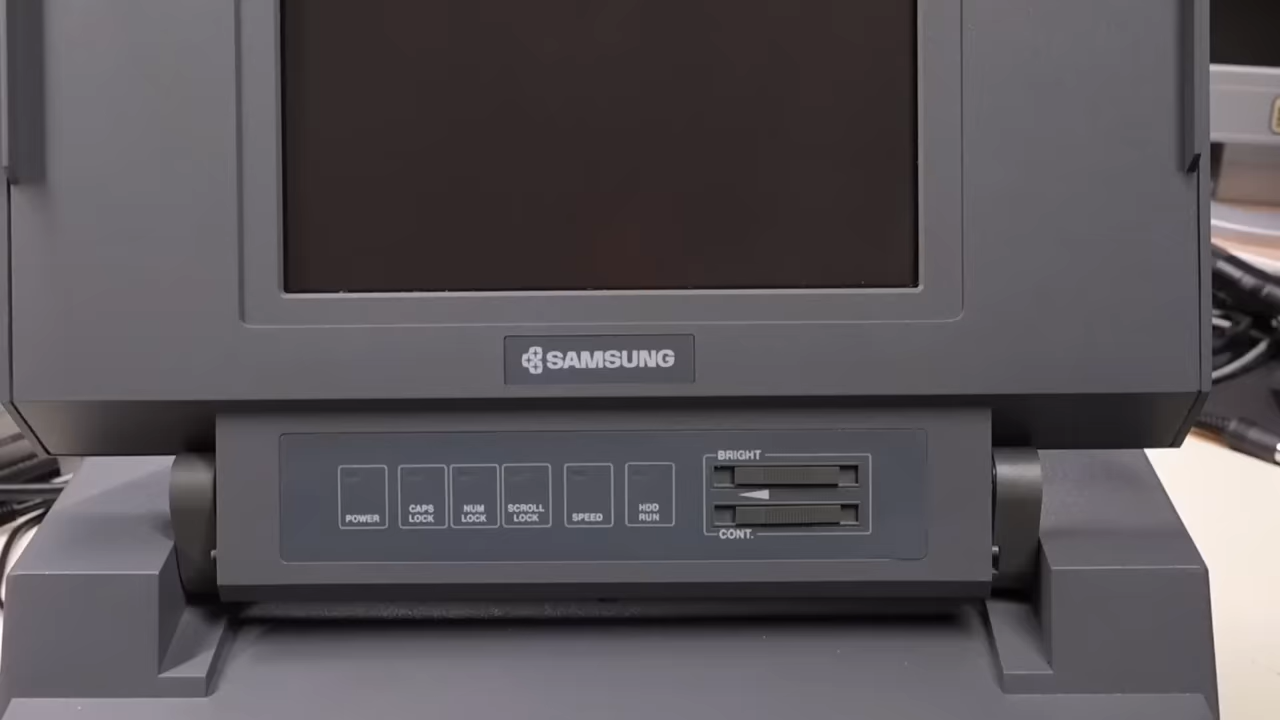 SAMSUNG
BRIGHT
POWER
CAPS
LOCK
NUM
LOCK
SCROLL
LOCK
SPEED
HDD
RUN
CONT.